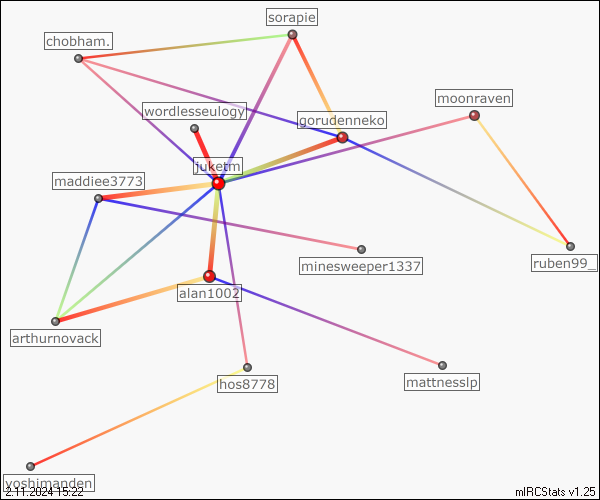 sorapie
chobham.
moonraven
wordlesseulogy
gorudenneko
juketm
maddiee3773
ruben99_
minesweeper1337
alan1002
arthurnovack
mattnesslp
hos8778
yoshimanden
2.11.2024 15:22
mIRCStats v1.25